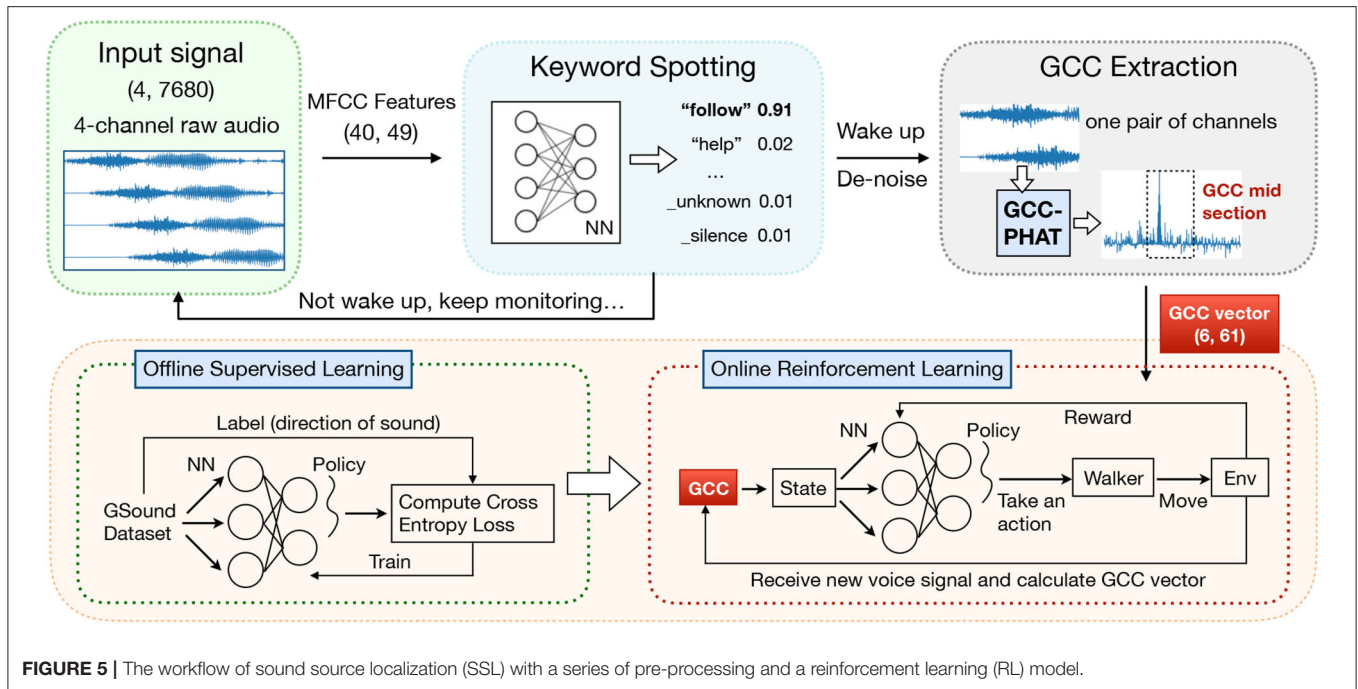 Input signal
(4, 7680)
4-channel raw audio
MFCC Features
(40, 49)
Keyword Spotting
NN
“follow” 0.91
“help” 0.02
...
_unknown 0.01
_silence 0.01
Wake up
De-noise
GCC Extraction
one pair of channels
GCC-
PHAT
GCC mid
section
Not wake up, keep monitoring...
GCC vector
(6, 61)
Offline Supervised Learning
Label (direction of sound)
NN
Policy
GSound
Dataset
Compute Cross
Entropy Loss
Train
Online Reinforcement Learning
Reward
NN
Policy
GCC
State
Take an
action
Walker
Move
Env
Receive new voice signal and calculate GCC vector
FIGURE 5 | The workflow of sound source localization (SSL) with a series of pre-processing and a reinforcement learning (RL) model.